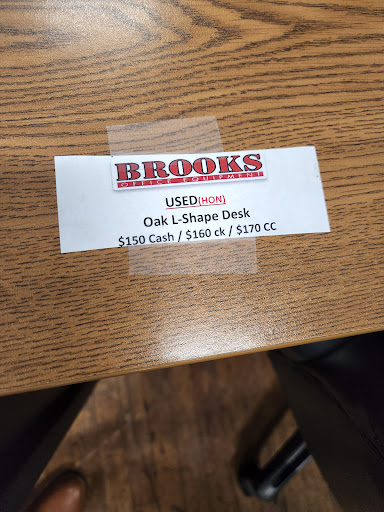 BROOKS
OFFICE EQUIPMENT
USED(HON)
Oak L-Shape Desk
$150 Cash / $160 ck / $170 CC